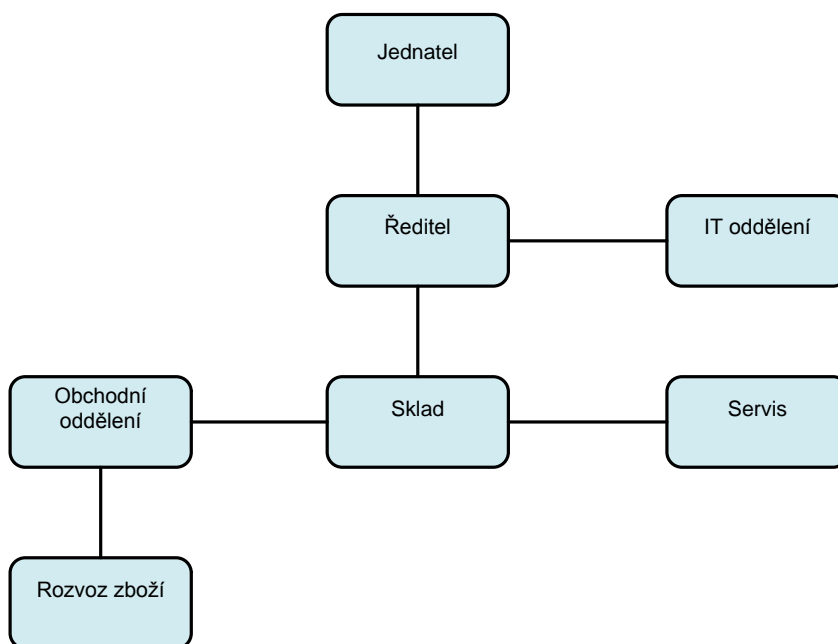 Jednatel
Ředitel
IT oddělení
Obchodní
oddělení
Sklad
Servis
Rozvoz zboží